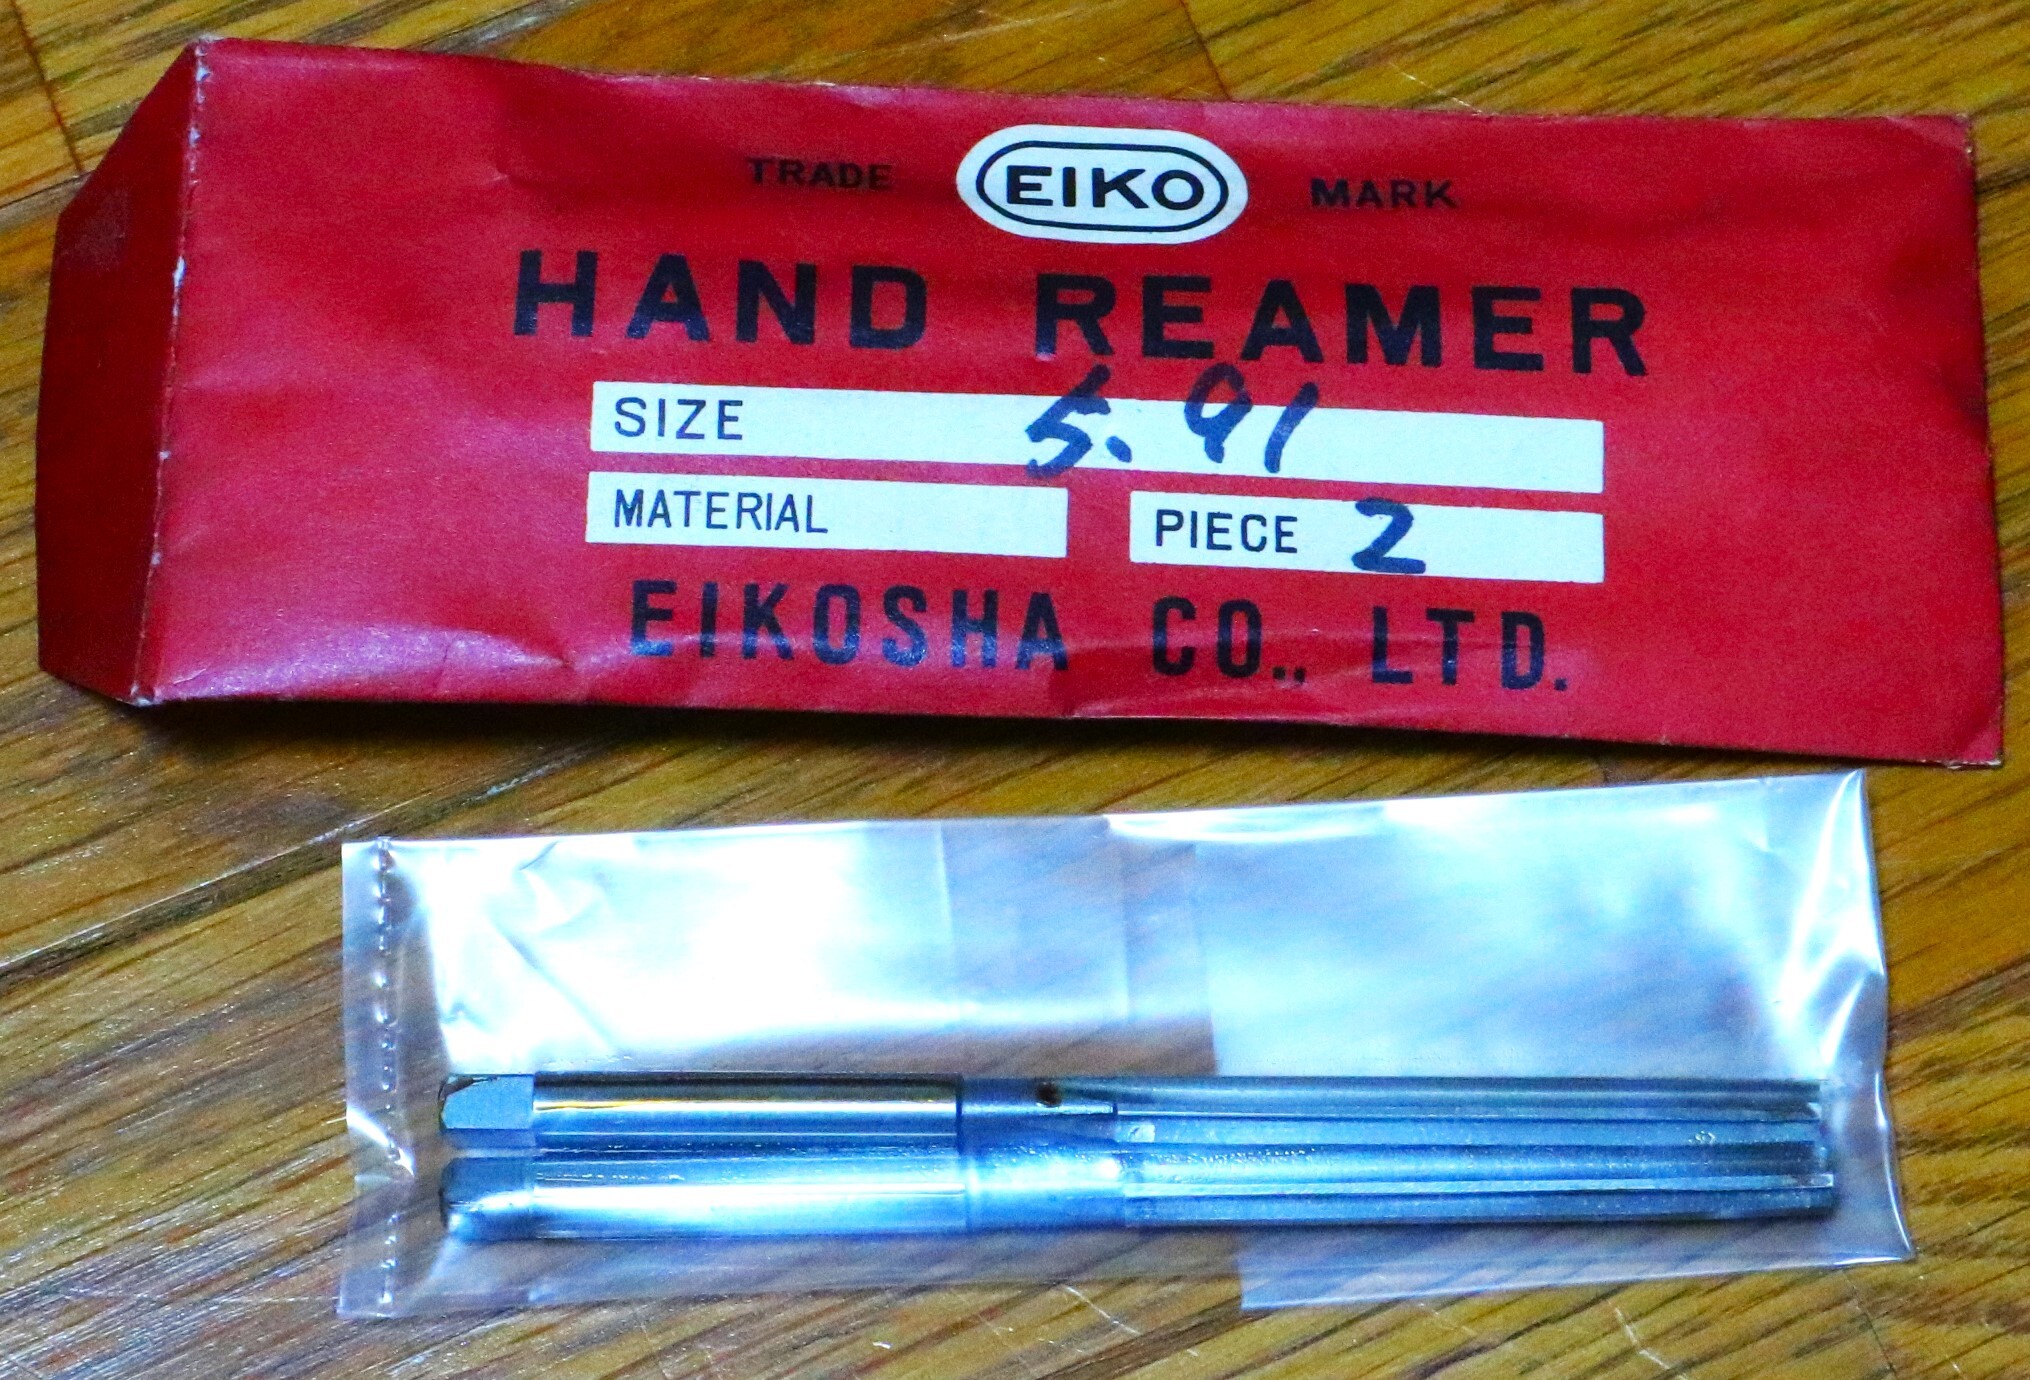 TRADE EIKO MARK
HAND REAMER
SIZE 5.91
MATERIAL PIECE 2
EIKOSHA CO., LTD.